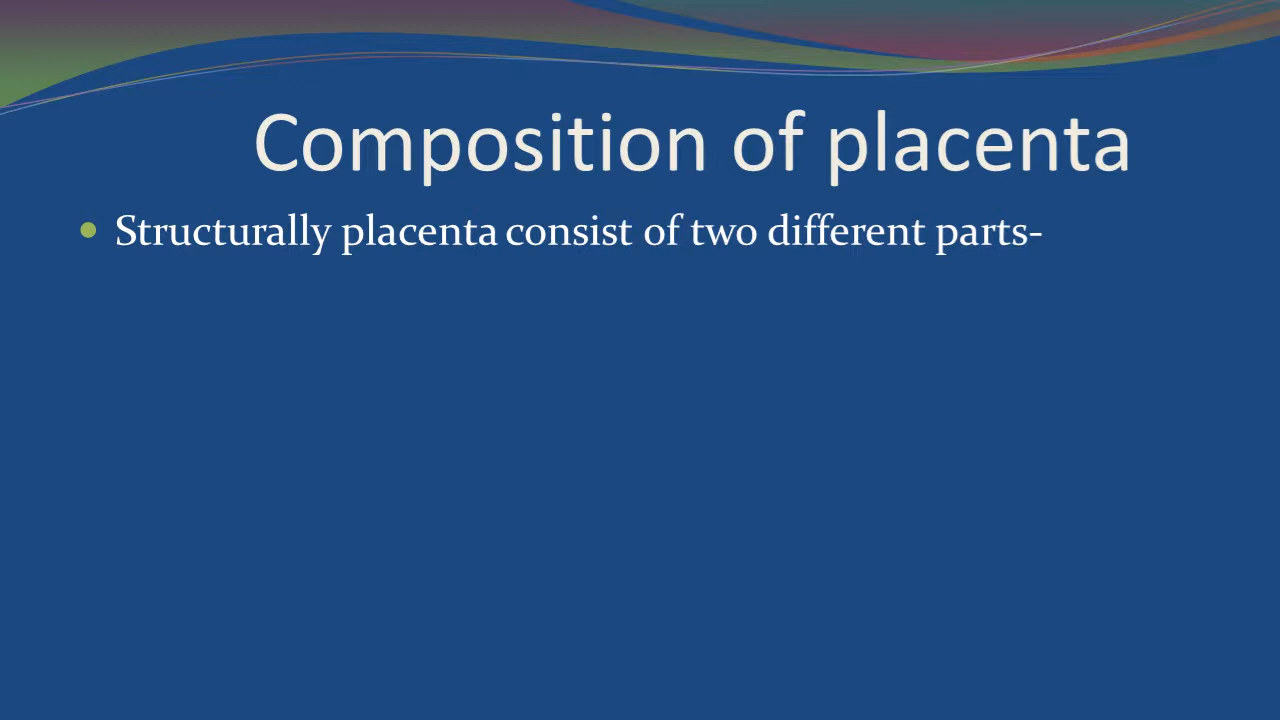 Composition of placenta
Structurally placenta consist of two different parts-